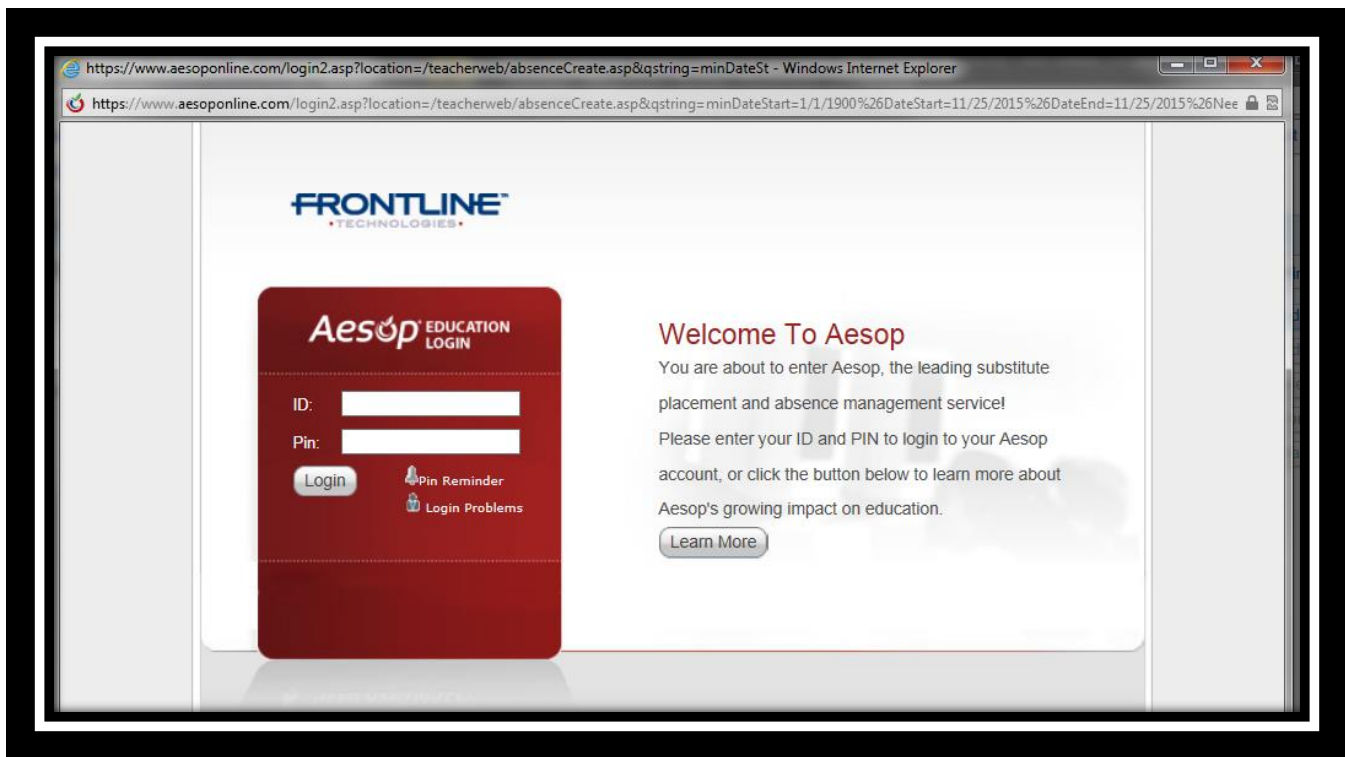 https://www.aesoponline.com/login2.asp?location=/teacherweb/absenceCreate.asp&qstring=minDateSt - Windows Internet Explorer
https://www.aesoponline.com/login2.asp?location=/teacherweb/absenceCreate.asp&qstring=minDateStart=1/1/1900%26DateStart=11/25/2015%26DateEnd=11/25/2015%26Nee
FRONTLINE™
•TECHNOLOGIES•
Aesop EDUCATION
LOGIN
ID:
Pin:
Login
Pin Reminder
Login Problems
Welcome To Aesop
You are about to enter Aesop, the leading substitute
placement and absence management service!
Please enter your ID and PIN to login to your Aesop
account, or click the button below to learn more about
Aesop's growing impact on education.
Learn More